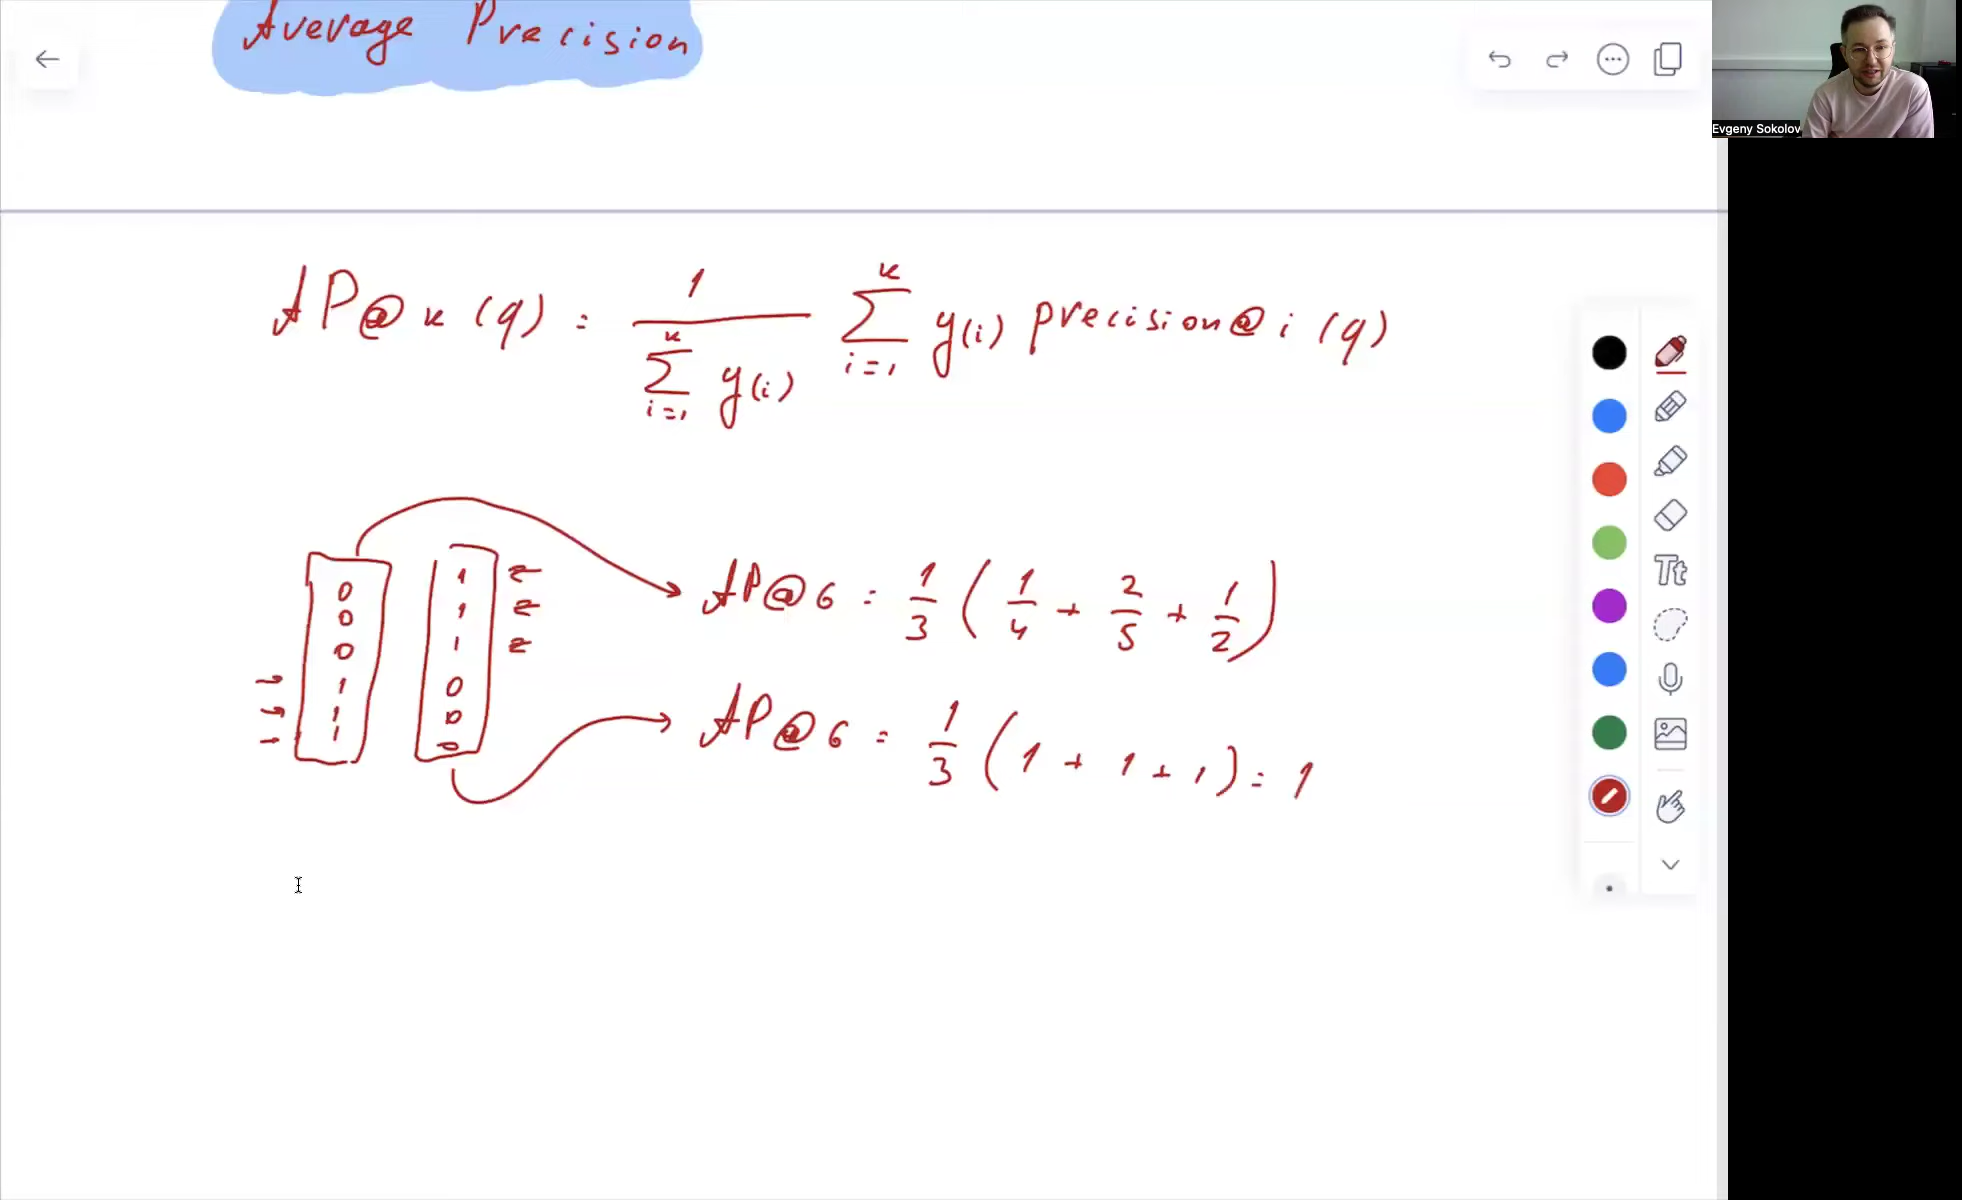 Average Precision
Evgeny Sokolov
AP@k (q) = 1 / ∑_{i=1}^{k} y(i) ∑_{i=1}^{k} y(i) precision@i (q)
0 1
0 1
0 1
1 0
1 0
1 0
AP@6 = 1/3 ( 1/4 + 2/5 + 1/2 )
AP@6 = 1/3 ( 1 + 1 + 1 ) = 1
Tt